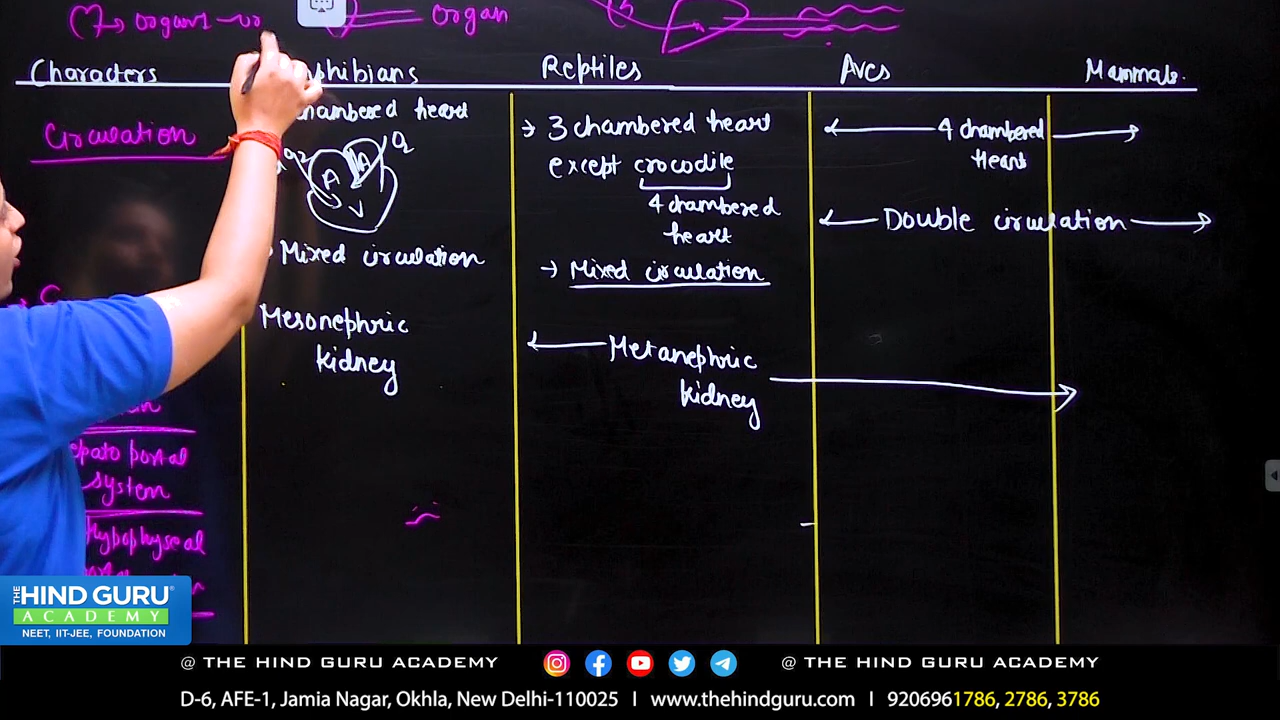 organs
organ
Characters
Reptiles
Aves
Mammals.
Circulation
chambered heart
→ 3 chambered heart
except crocodile
4 chambered
heart
4 chambered
Heart
Double circulation
Mixed circulation
→ Mixed circulation
Mesonephric
kidney
Metanephric
kidney
A
A
V
portal
system
Hypophyseal
THE HIND GURU®
ACADEMY
NEET, IIT-JEE, FOUNDATION
@ THE HIND GURU ACADEMY
@ THE HIND GURU ACADEMY
D-6, AFE-1, Jamia Nagar, Okhla, New Delhi-110025 | www.thehindguru.com | 9206961786, 2786, 3786